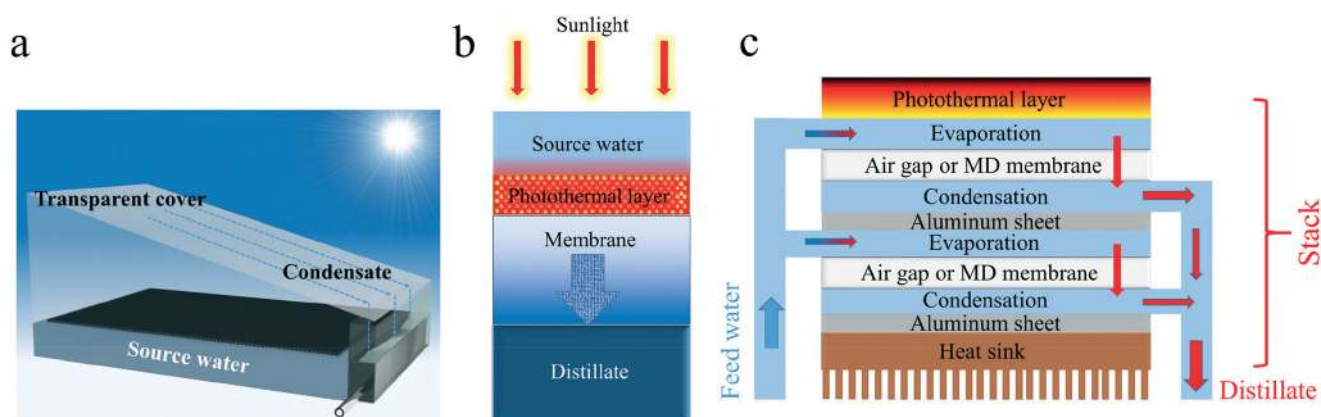 a
Transparent cover
Condensate
Source water
b
Sunlight
Source water
Photothermal layer
Membrane
Distillate
c
Photothermal layer
Evaporation
Air gap or MD membrane
Condensation
Aluminum sheet
Evaporation
Air gap or MD membrane
Condensation
Aluminum sheet
Heat sink
Feed water
Stack
Distillate